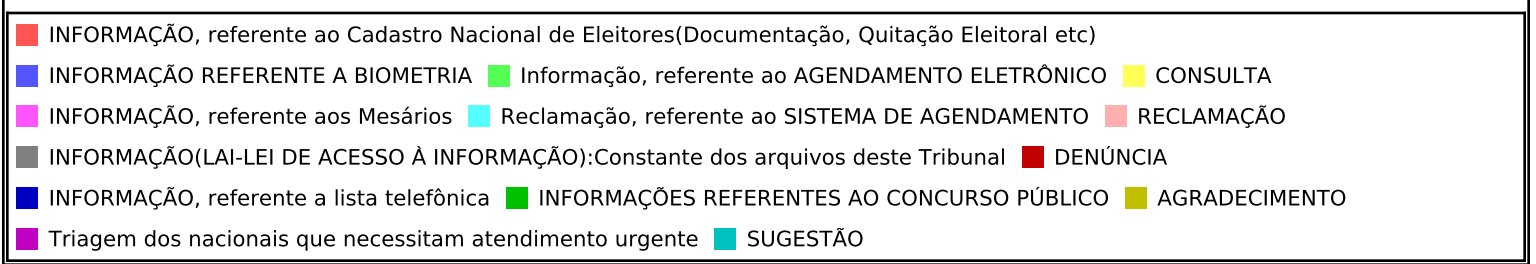 INFORMAÇÃO, referente ao Cadastro Nacional de Eleitores(Documentação, Quitação Eleitoral etc)
INFORMAÇÃO REFERENTE A BIOMETRIA Informação, referente ao AGENDAMENTO ELETRÔNICO CONSULTA
INFORMAÇÃO, referente aos Mesários Reclamação, referente ao SISTEMA DE AGENDAMENTO RECLAMAÇÃO
INFORMAÇÃO(LAI-LEI DE ACESSO À INFORMAÇÃO):Constante dos arquivos deste Tribunal DENÚNCIA
INFORMAÇÃO, referente a lista telefônica INFORMAÇÕES REFERENTES AO CONCURSO PÚBLICO AGRADECIMENTO
Triagem dos nacionais que necessitam atendimento urgente SUGESTÃO